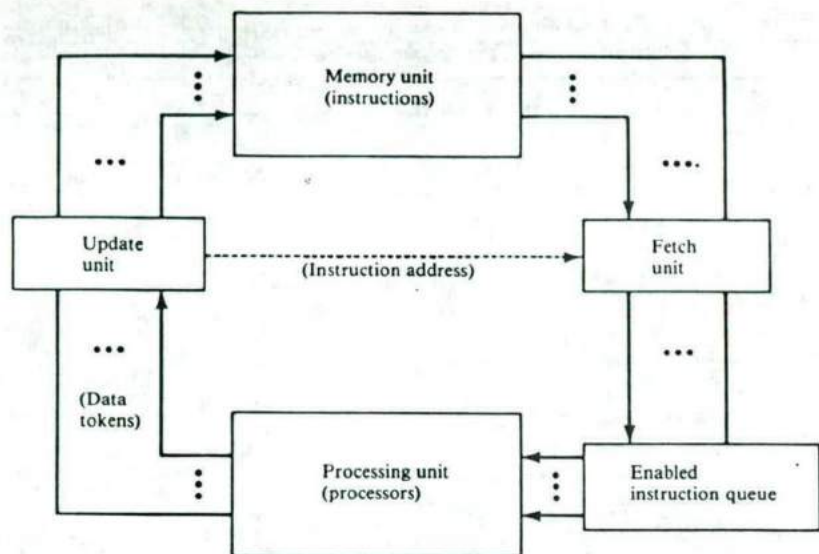 Memory unit
(instructions)
Update
unit
(Instruction address)
Fetch
unit
(Data
tokens)
Processing unit
(processors)
Enabled
instruction queue